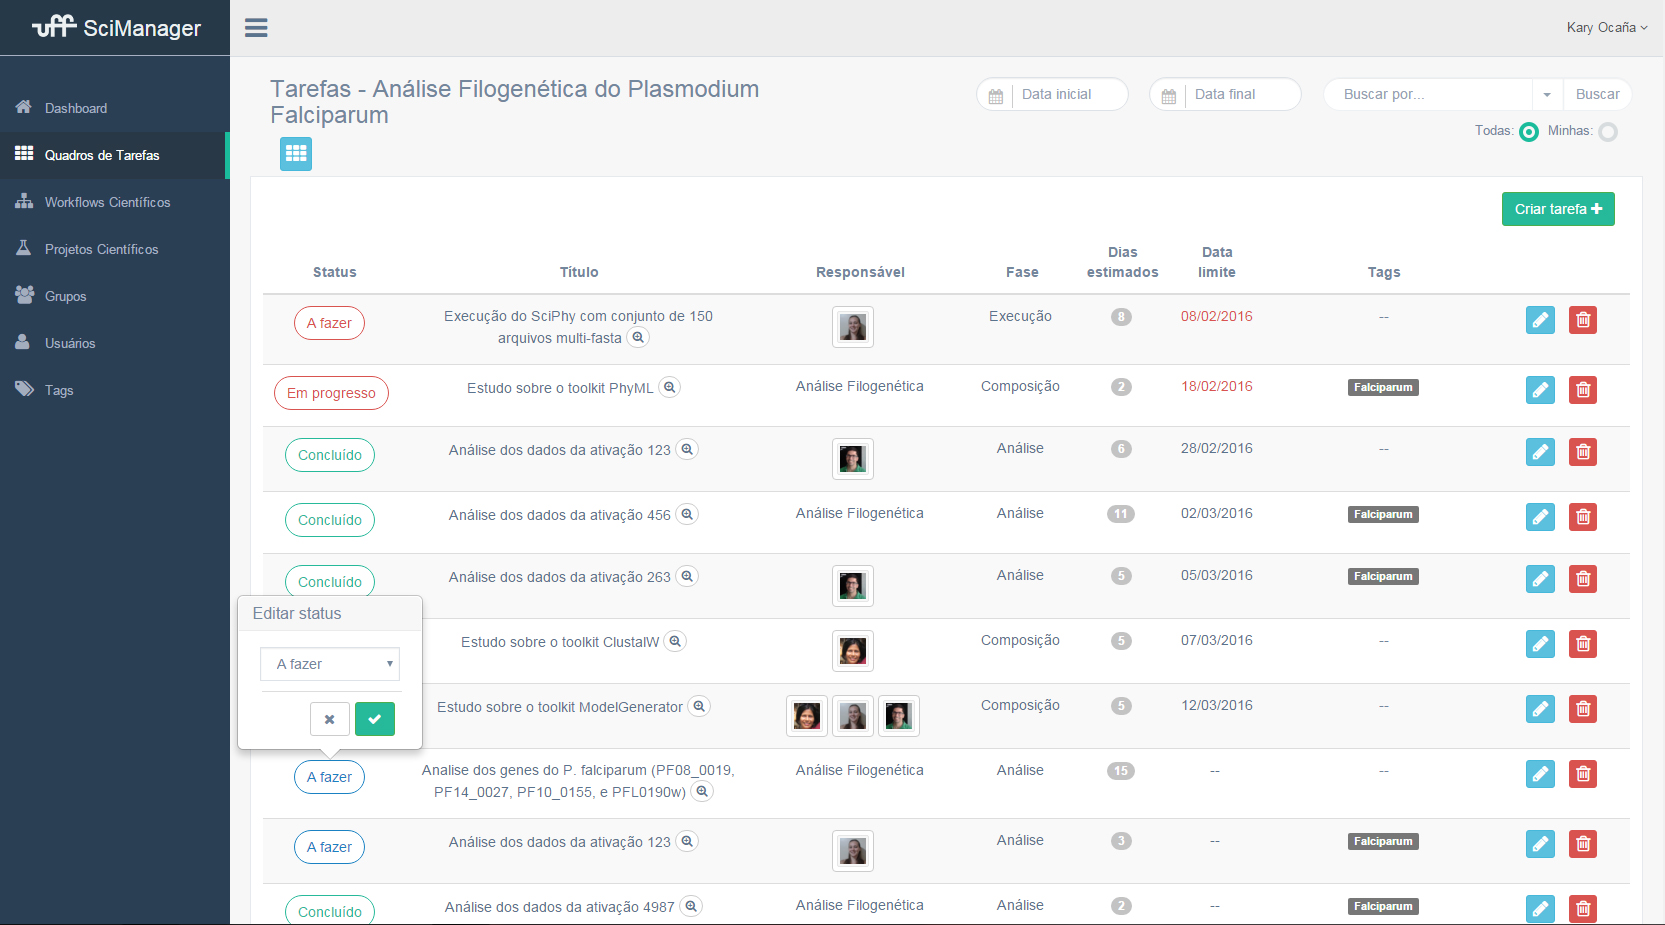 uff SciManager
Kary Ocaña
Dashboard
Quadros de Tarefas
Workflows Científicos
Projetos Científicos
Grupos
Usuários
Tags
Tarefas - Análise Filogenética do Plasmodium
Falciparum
Data inicial
Data final
Buscar por...
Buscar
Todas:
Minhas:
Criar tarefa
Status Título Responsável Fase Dias estimados Data limite Tags
A fazer Execução do SciPhy com conjunto de 150 Execução 8 08/02/2016 --
arquivos multi-fasta
Em progresso Estudo sobre o toolkit PhyML Análise Filogenética Composição 2 18/02/2016 Falciparum
Concluído Análise dos dados da ativação 123 Análise 6 28/02/2016 --
Concluído Análise dos dados da ativação 456 Análise Filogenética Análise 11 02/03/2016 Falciparum
Concluído Análise dos dados da ativação 263 Análise 5 05/03/2016 Falciparum
Editar status
A fazer
Estudo sobre o toolkit ClustalW Composição 5 07/03/2016 --
Estudo sobre o toolkit ModelGenerator Composição 5 12/03/2016 --
A fazer Analise dos genes do P. falciparum (PF08_0019, Análise Filogenética Análise 15 -- --
PF14_0027, PF10_0155, e PFL0190w)
A fazer Análise dos dados da ativação 123 Análise 3 -- Falciparum
Concluído Análise dos dados da ativação 4987 Análise Filogenética Análise 2 -- Falciparum